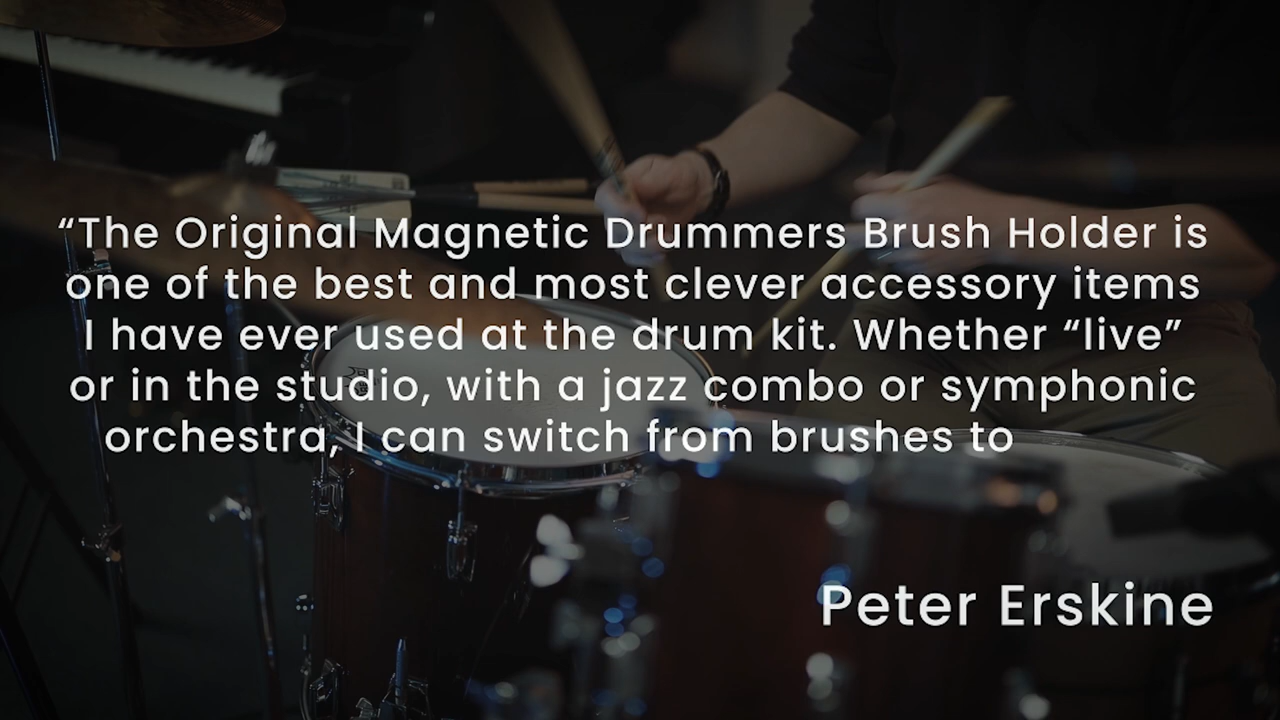 “The Original Magnetic Drummers Brush Holder is
one of the best and most clever accessory items
I have ever used at the drum kit. Whether “live”
or in the studio, with a jazz combo or symphonic
orchestra, I can switch from brushes to
Peter Erskine